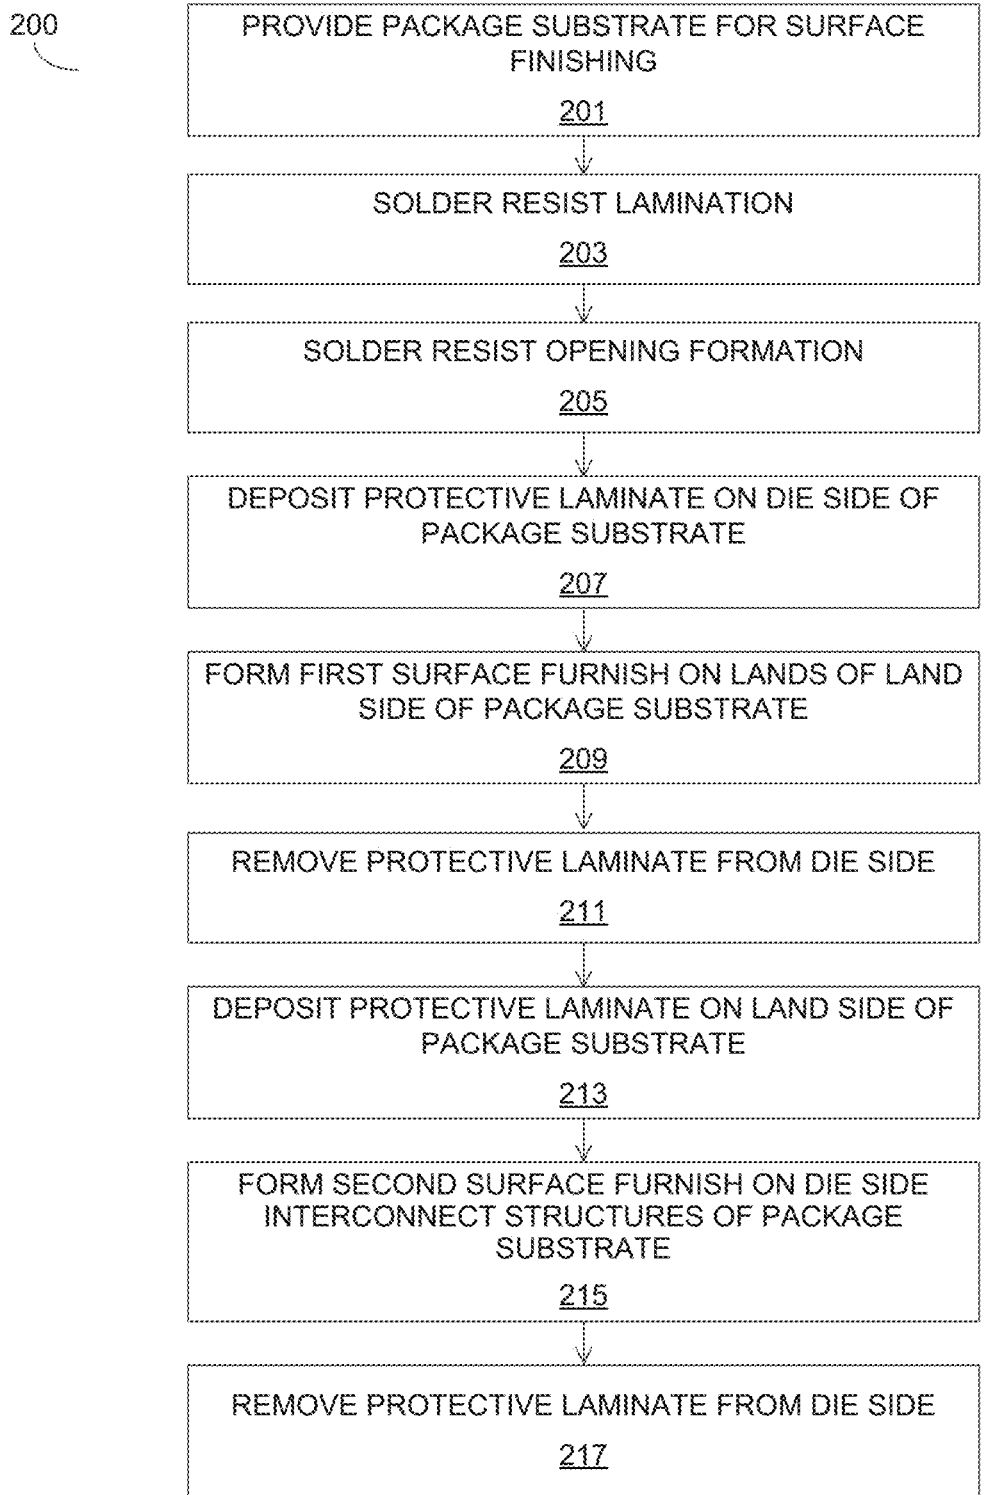 200
PROVIDE PACKAGE SUBSTRATE FOR SURFACE
FINISHING
201
SOLDER RESIST LAMINATION
203
SOLDER RESIST OPENING FORMATION
205
DEPOSIT PROTECTIVE LAMINATE ON DIE SIDE OF
PACKAGE SUBSTRATE
207
FORM FIRST SURFACE FURNISH ON LANDS OF LAND
SIDE OF PACKAGE SUBSTRATE
209
REMOVE PROTECTIVE LAMINATE FROM DIE SIDE
211
DEPOSIT PROTECTIVE LAMINATE ON LAND SIDE OF
PACKAGE SUBSTRATE
213
FORM SECOND SURFACE FURNISH ON DIE SIDE
INTERCONNECT STRUCTURES OF PACKAGE
SUBSTRATE
215
REMOVE PROTECTIVE LAMINATE FROM DIE SIDE
217